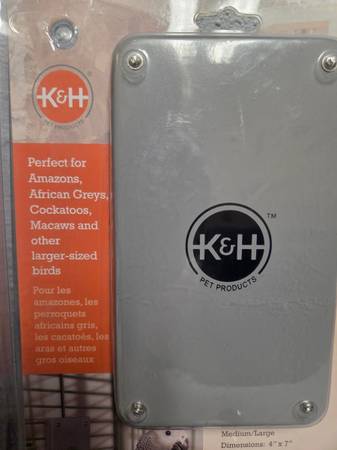 K&H
PET PRODUCTS
Perfect for
Amazons,
African Greys,
Cockatoos,
Macaws and
other
larger-sized
birds
Pour les
amazones, les
perroquets
africains gris,
les cacatoès, les
aras et autres
gros oiseaux
K&H™
PET PRODUCTS
Medium/Large
Dimensions: 4" x 7"